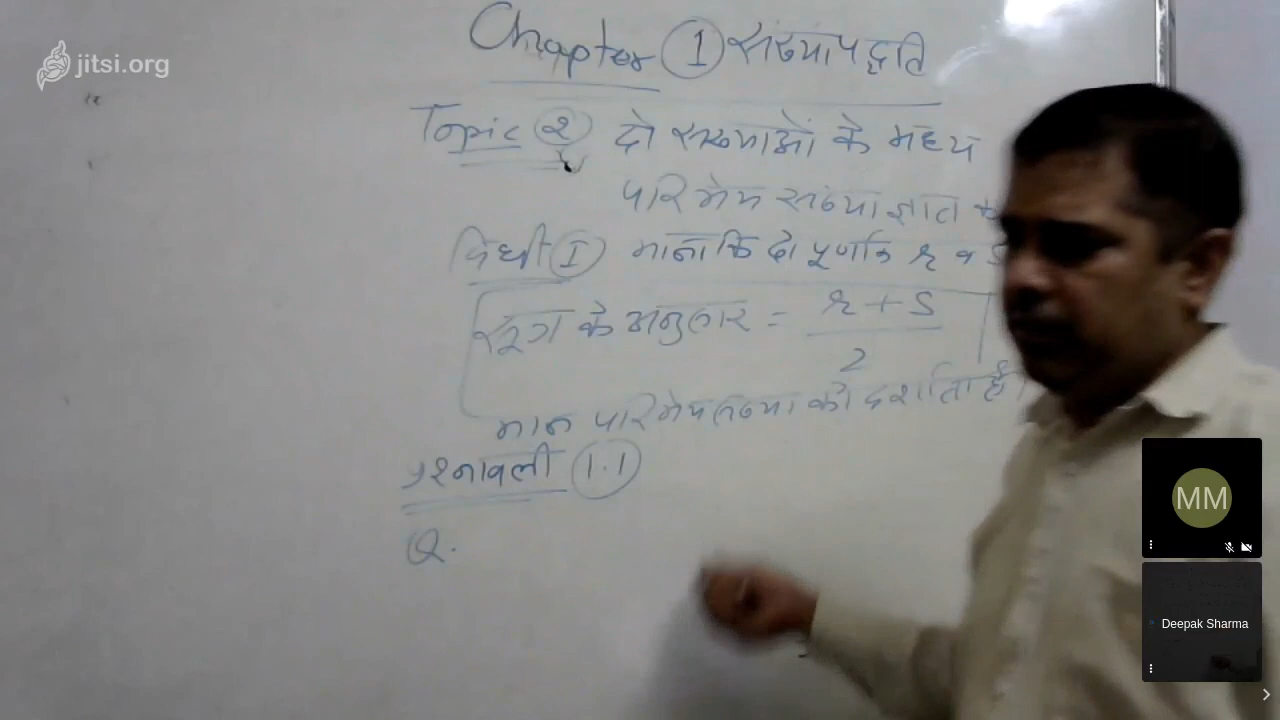 jitsi.org
Chapter 1 संख्या पद्धति
Topic 2 दो संख्याओं के मध्य
परिमेय संख्या ज्ञात
विधी I माना कि दो पूर्णांक r व s
सूत्र के अनुसार = r + s / 2
मान परिमेय संख्या को दर्शाता है।
प्रश्नावली 1.1
Q.
MM
Deepak Sharma